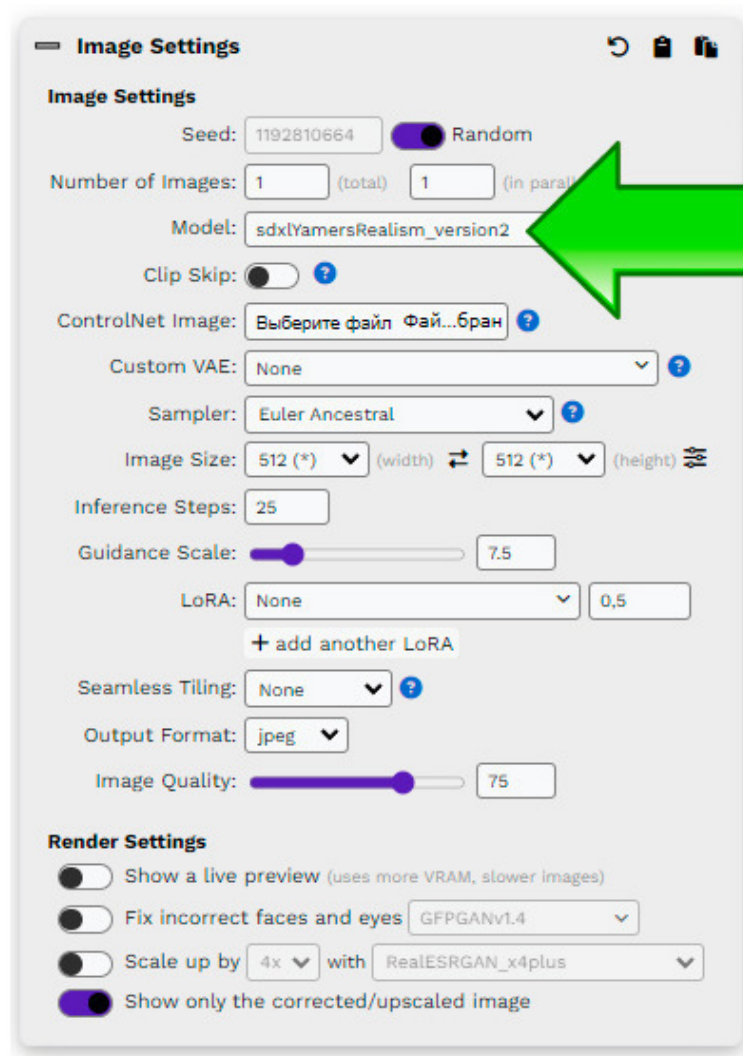 Image Settings
Image Settings
Seed: 1192810664 Random
Number of Images: 1 (total) 1 (in parall
Model: sdxlYamersRealism_version2
Clip Skip: ?
ControlNet Image: Выберите файл Фай...бран ?
Custom VAE: None ?
Sampler: Euler Ancestral ?
Image Size: 512 (*) (width) 512 (*) (height)
Inference Steps: 25
Guidance Scale: 7.5
LoRA: None 0,5
+ add another LoRA
Seamless Tiling: None ?
Output Format: jpeg
Image Quality: 75
Render Settings
Show a live preview (uses more VRAM, slower images)
Fix incorrect faces and eyes GFPGANv1.4
Scale up by 4x with RealESRGAN_x4plus
Show only the corrected/upscaled image